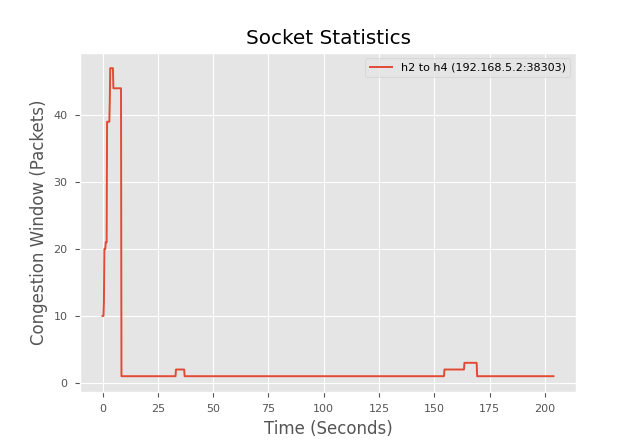 Socket Statistics
h2 to h4 (192.168.5.2:38303)
Congestion Window (Packets)
40
30
20
10
0
0 25 50 75 100 125 150 175 200
Time (Seconds)